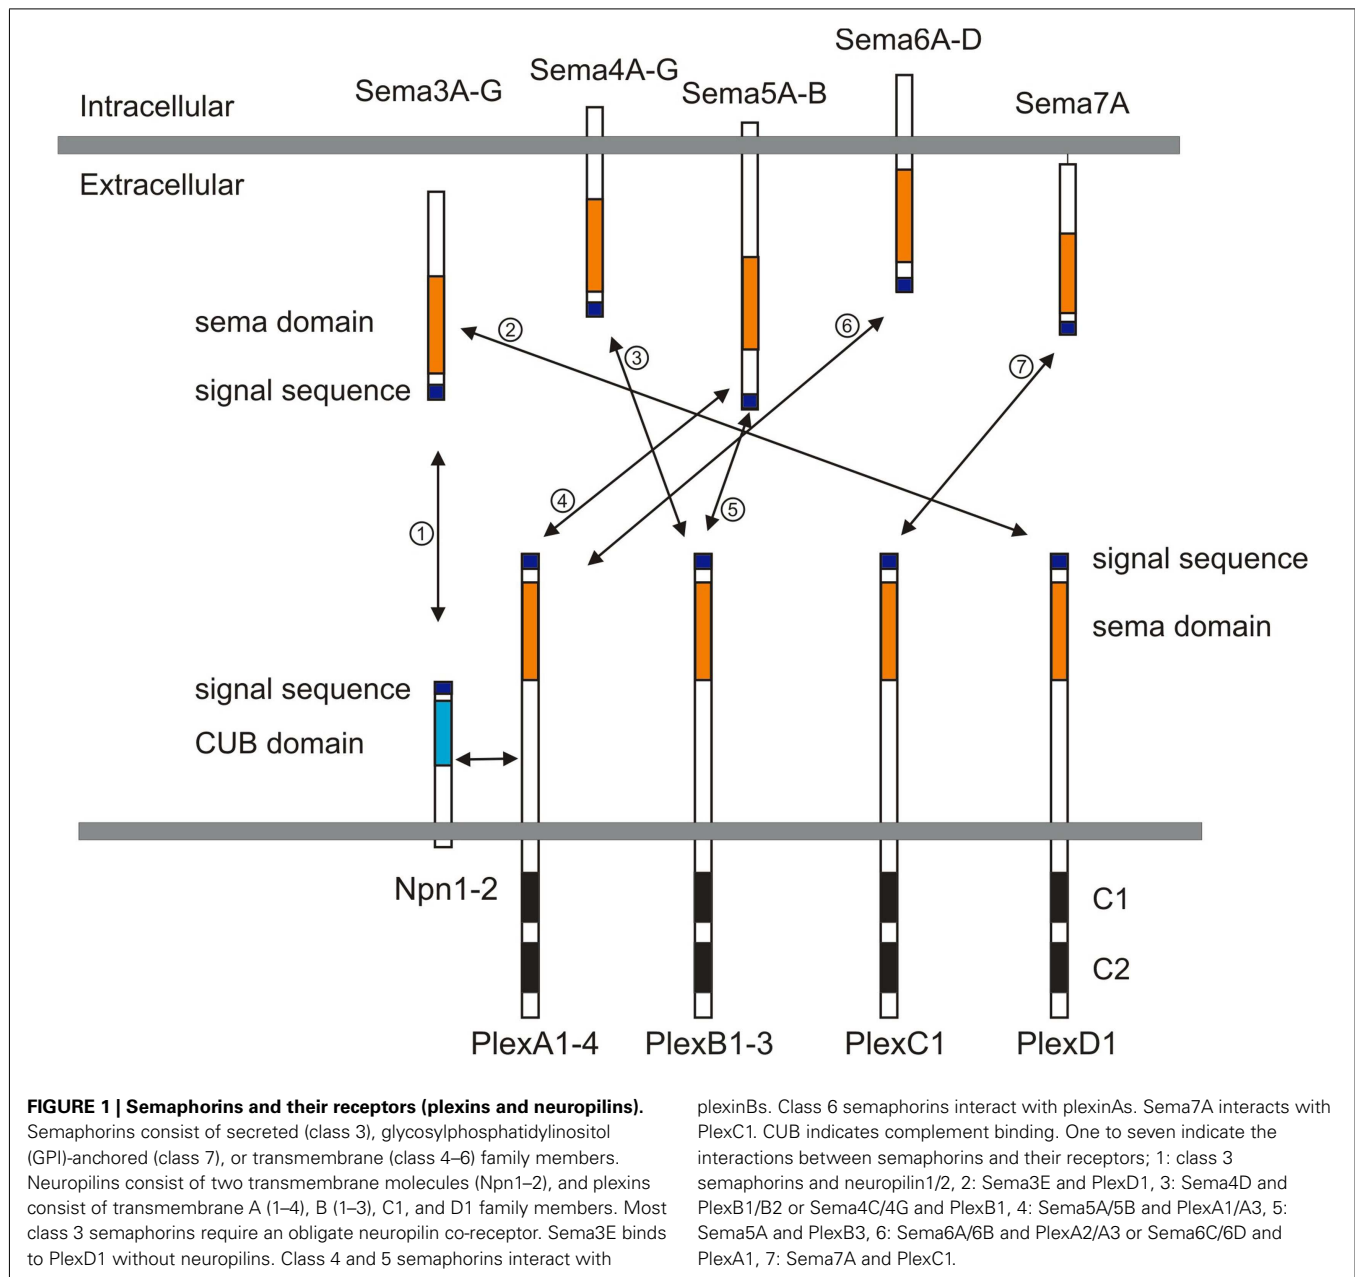 Sema6A-D
Sema4A-G
Sema3A-G
Sema5A-B
Sema7A
Intracellular
Extracellular
sema domain
signal sequence
②
⑥
③
⑦
④
⑤
①
signal sequence
sema domain
signal sequence
CUB domain
Npn1-2
C1
C2
PlexA1-4
PlexB1-3
PlexC1
PlexD1
FIGURE 1 | Semaphorins and their receptors (plexins and neuropilins).
Semaphorins consist of secreted (class 3), glycosylphosphatidylinositol
(GPI)-anchored (class 7), or transmembrane (class 4–6) family members.
Neuropilins consist of two transmembrane molecules (Npn1–2), and plexins
consist of transmembrane A (1–4), B (1–3), C1, and D1 family members. Most
class 3 semaphorins require an obligate neuropilin co-receptor. Sema3E binds
to PlexD1 without neuropilins. Class 4 and 5 semaphorins interact with
plexinBs. Class 6 semaphorins interact with plexinAs. Sema7A interacts with
PlexC1. CUB indicates complement binding. One to seven indicate the
interactions between semaphorins and their receptors; 1: class 3
semaphorins and neuropilin1/2, 2: Sema3E and PlexD1, 3: Sema4D and
PlexB1/B2 or Sema4C/4G and PlexB1, 4: Sema5A/5B and PlexA1/A3, 5:
Sema5A and PlexB3, 6: Sema6A/6B and PlexA2/A3 or Sema6C/6D and
PlexA1, 7: Sema7A and PlexC1.